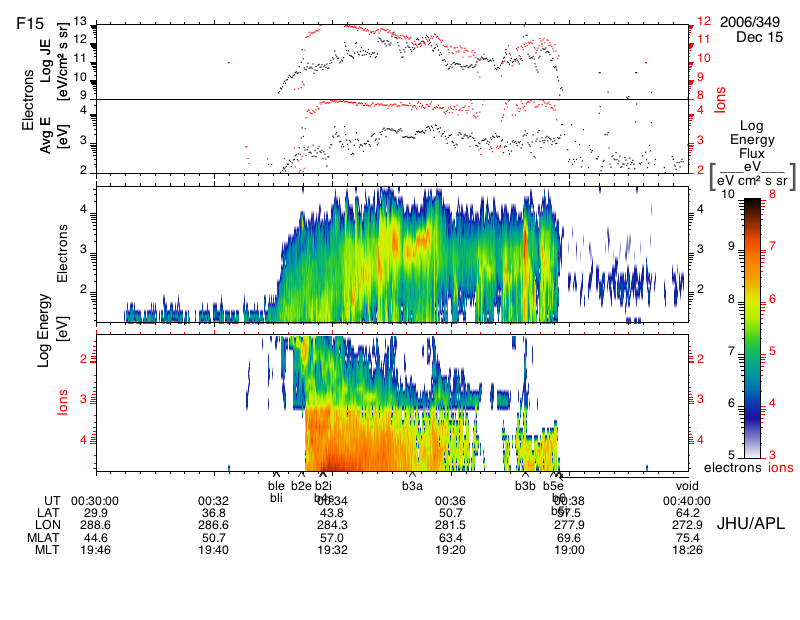 F15
2006/349
Dec 15
13
12
11
10
9
Log JE
[eV/cm² s sr]
Electrons
12
11
10
9
8
Ions
4
3
2
Avg E
[eV]
4
3
2
Log
Energy
Flux
eV
eV cm² s sr
10
9
8
7
6
5
8
7
6
5
4
3
electrons ions
4
3
2
Electrons
Log Energy
[eV]
2
3
4
Ions
ble b2e b2i b3a b3b b5e void
bli b4s b6
UT 00:30:00 00:32 00:34 00:36 00:38 00:40:00
LAT 29.9 36.8 43.8 50.7 57.5 64.2
LON 288.6 286.6 284.3 281.5 277.9 272.9
MLAT 44.6 50.7 57.0 63.4 69.6 75.4
MLT 19:46 19:40 19:32 19:20 19:00 18:26
JHU/APL